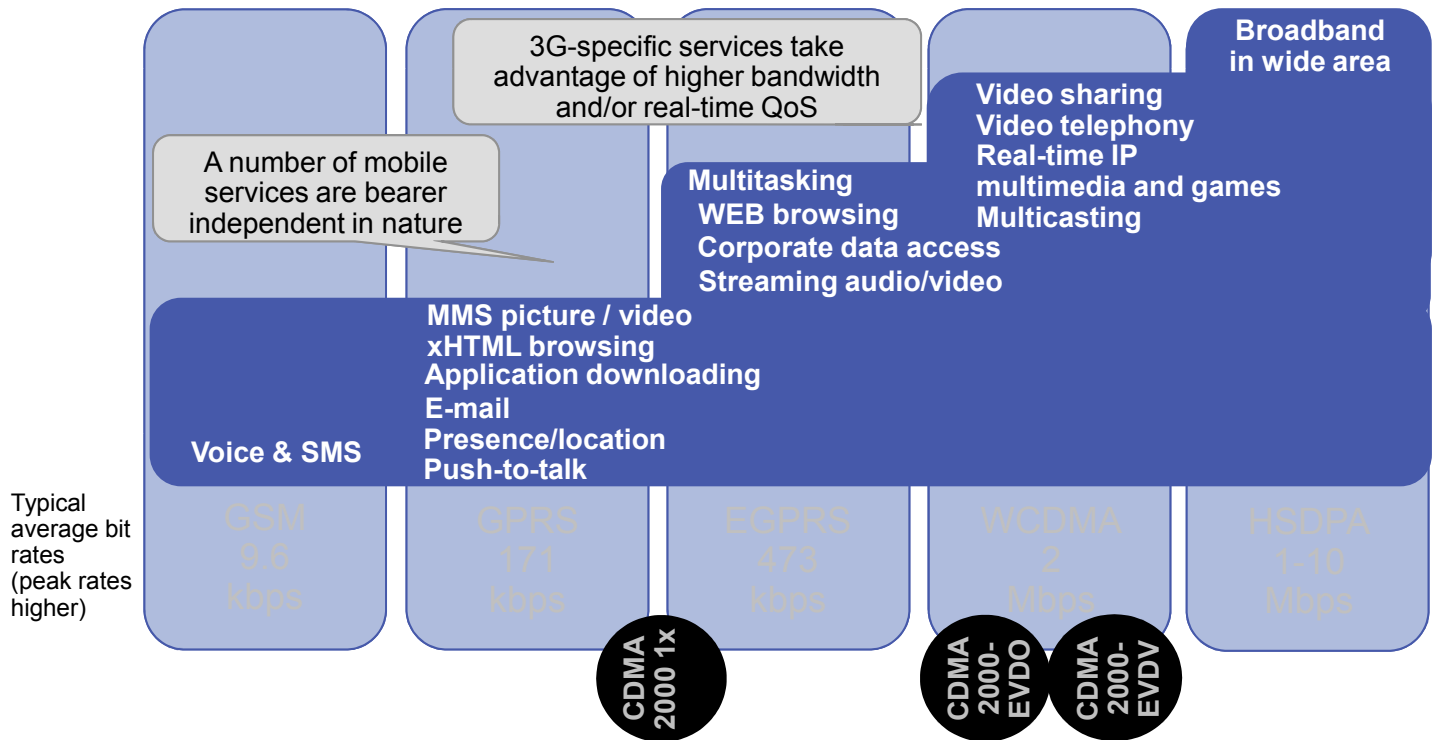 Broadband
in wide area
3G-specific services take
advantage of higher bandwidth
and/or real-time QoS
Video sharing
Video telephony
Real-time IP
multimedia and games
Multicasting
A number of mobile
services are bearer
independent in nature
Multitasking
WEB browsing
Corporate data access
Streaming audio/video
MMS picture / video
xHTML browsing
Application downloading
E-mail
Presence/location
Push-to-talk
Voice & SMS
Typical
average bit
rates
(peak rates
higher)
GSM
9.6
kbps
GPRS
171
kbps
EGPRS
473
kbps
WCDMA
2
Mbps
HSDPA
1-10
Mbps
CDMA
2000 1x
CDMA
2000-
EVDO
CDMA
2000-
EVDV